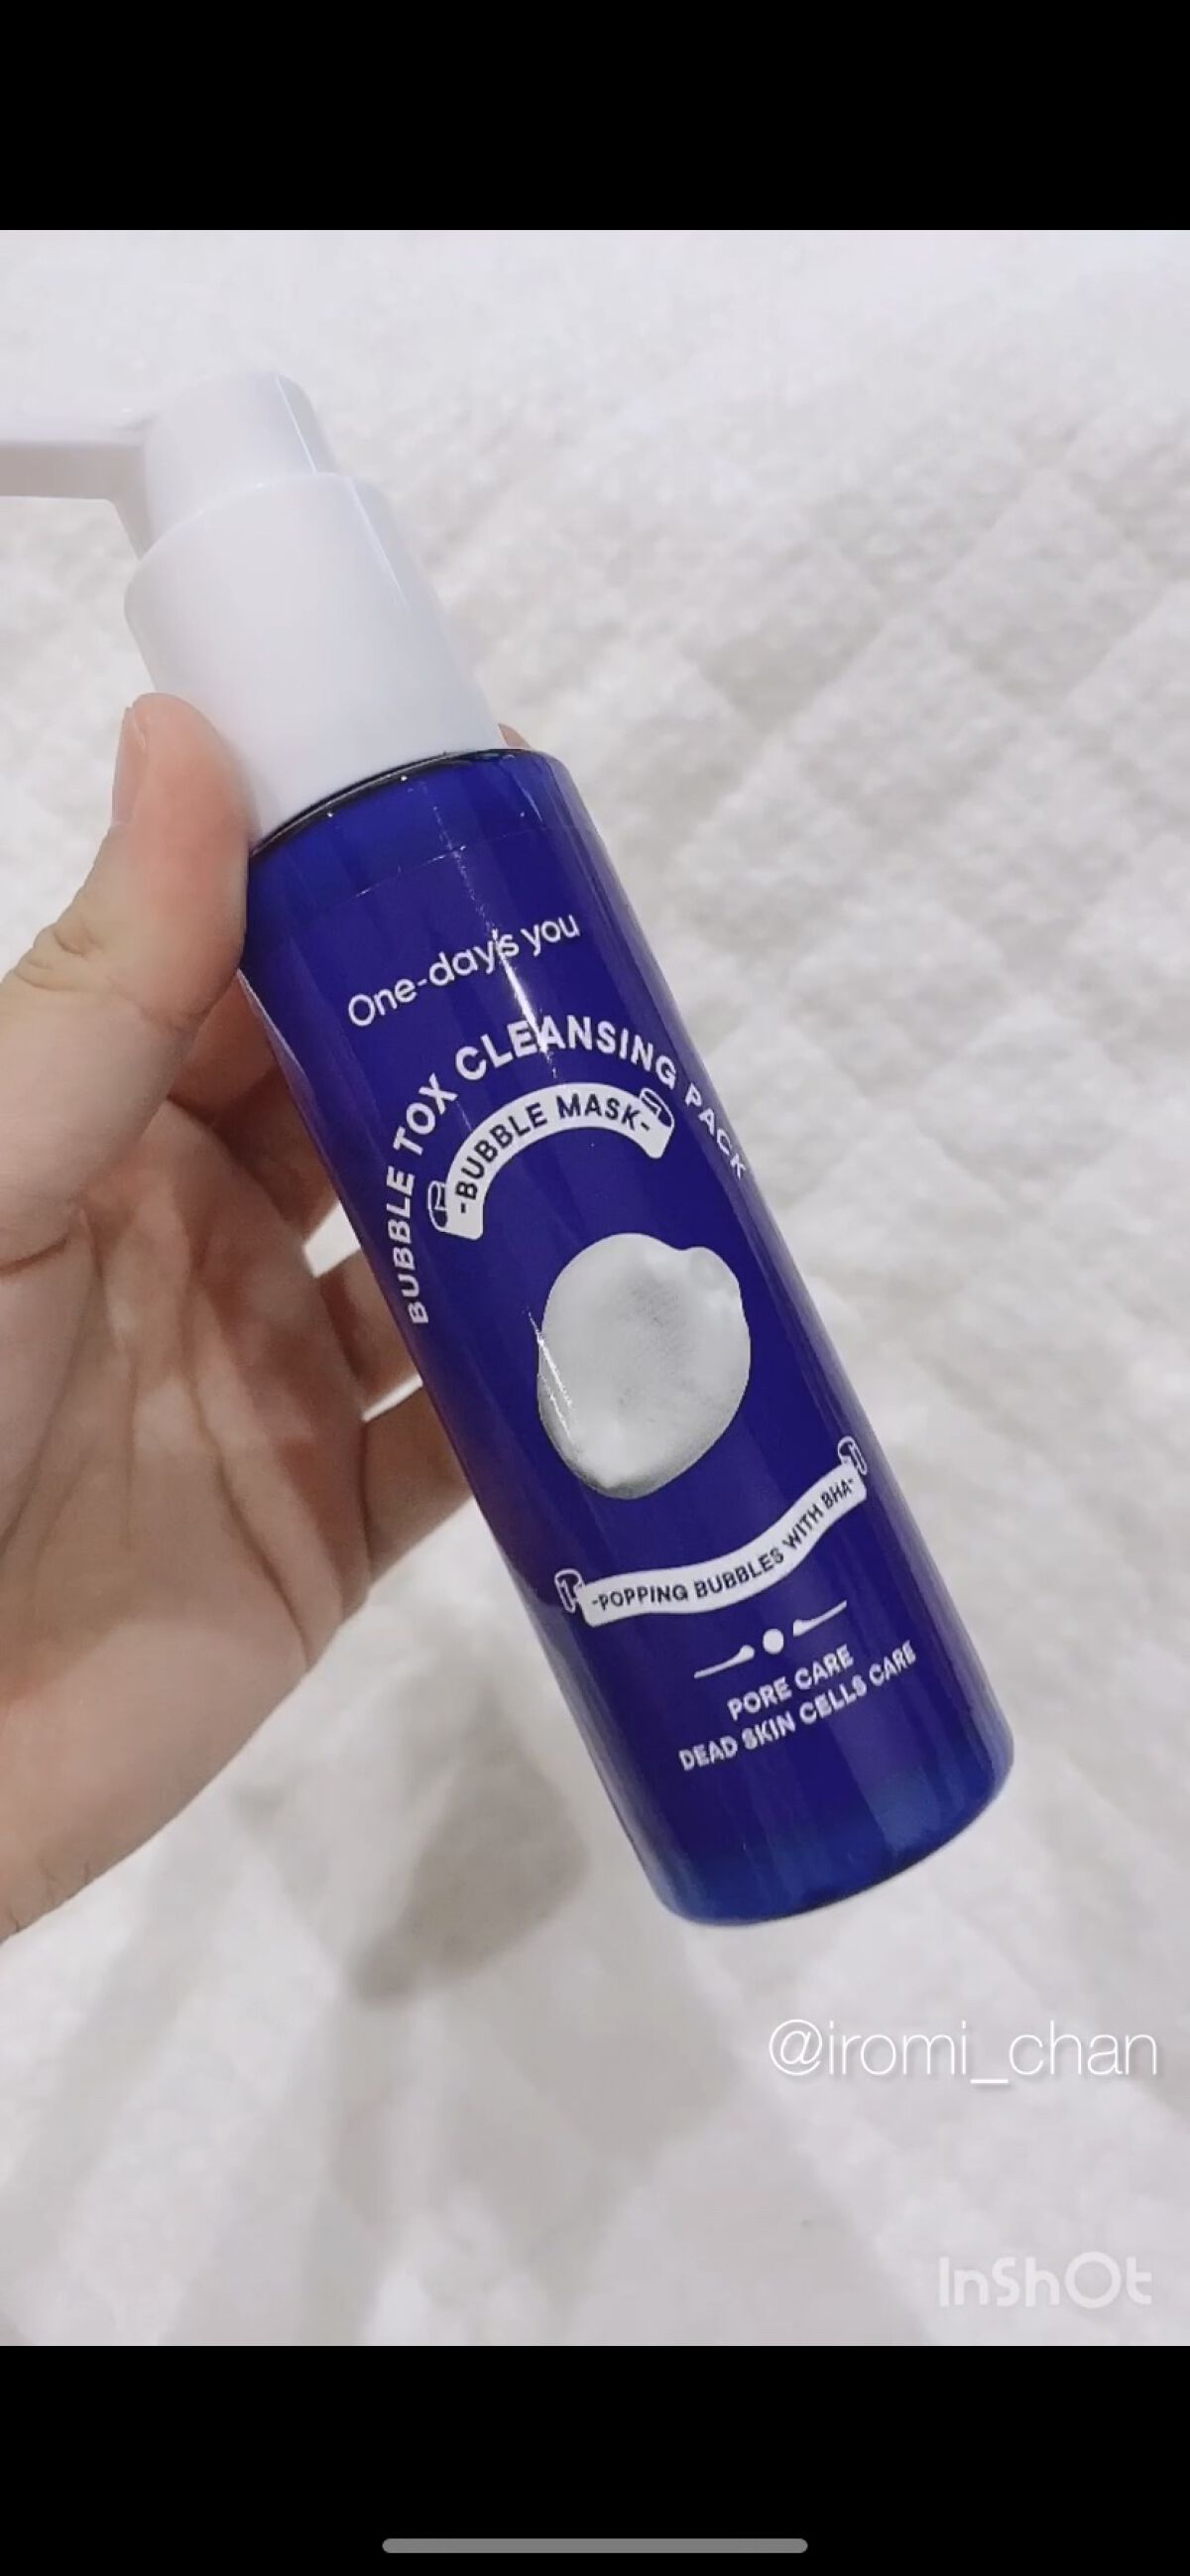 One-day's you
BUBBLE TOX CLEANSING PACK
-BUBBLE MASK-
-POPPING BUBBLES WITH BHA-
PORE CARE
DEAD SKIN CELLS CARE
@iromi_chan
InShOt